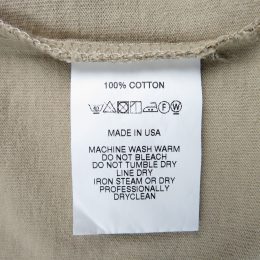 100% COTTON
MADE IN USA
MACHINE WASH WARM
DO NOT BLEACH
DO NOT TUMBLE DRY
LINE DRY
IRON STEAM OR DRY
PROFESSIONALLY
DRYCLEAN